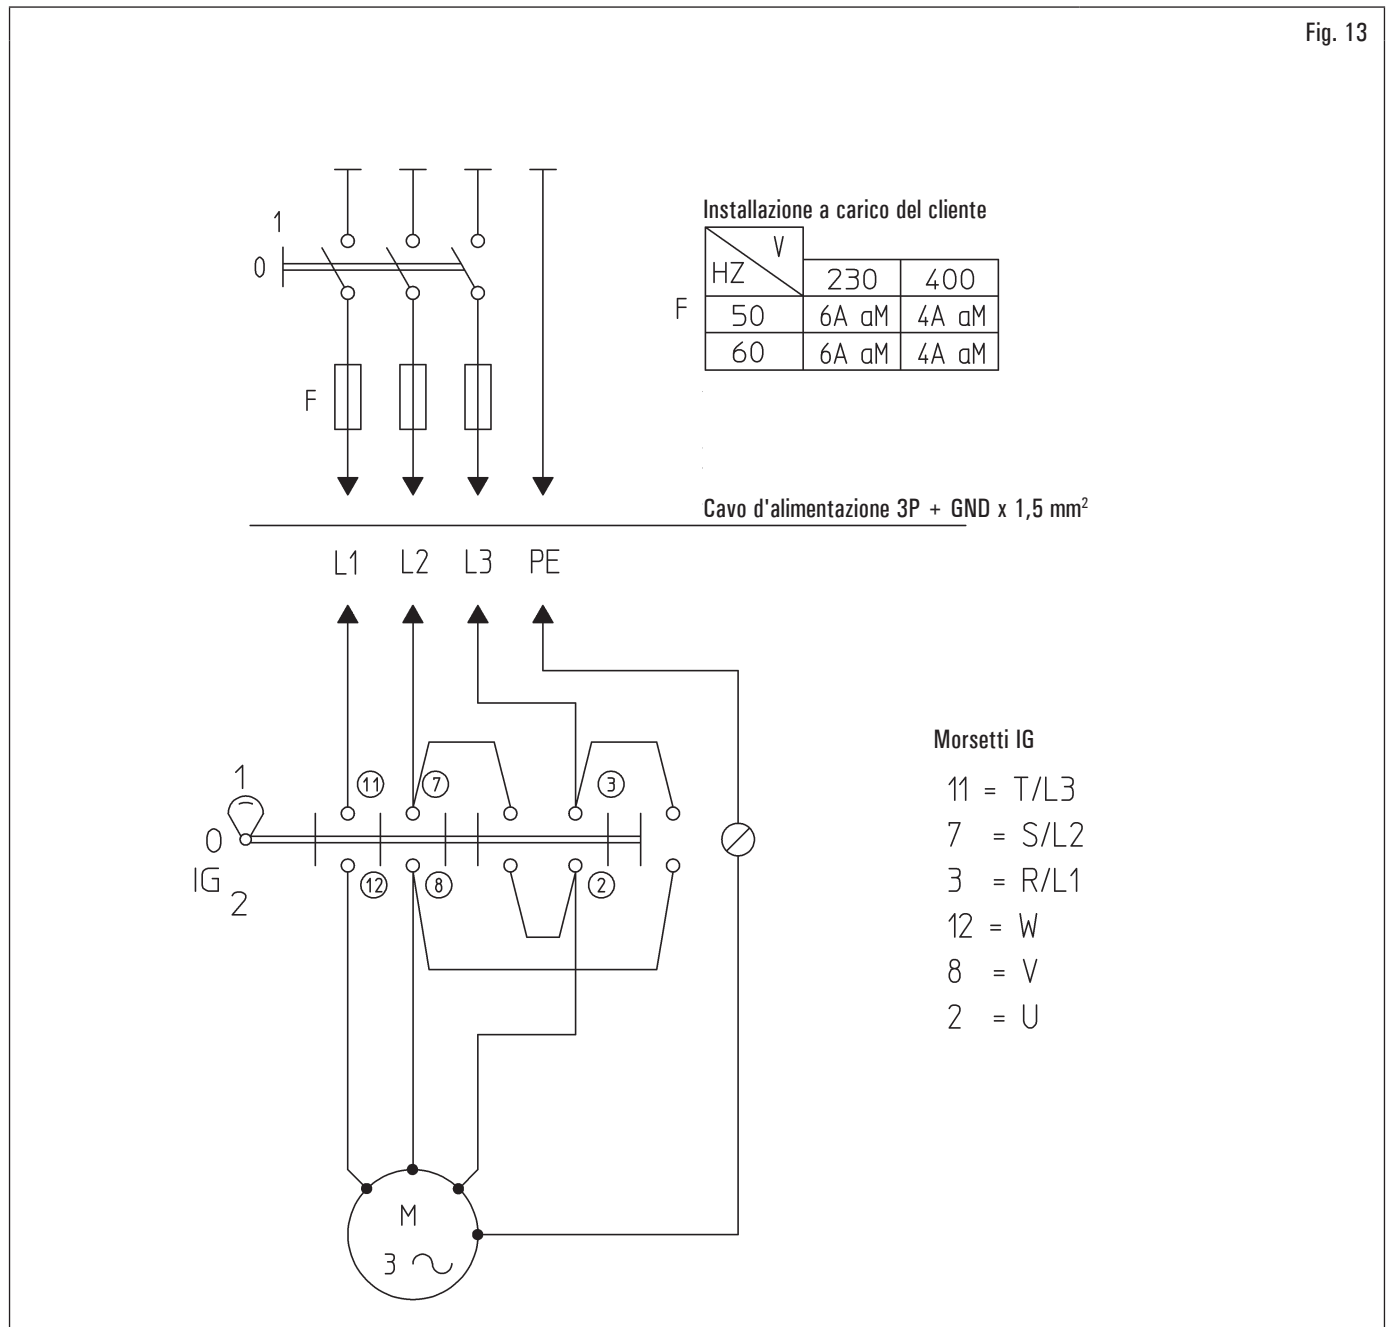 Fig. 13
1
0
F
Installazione a carico del cliente
V
HZ
230 400
F
50 6A aM 4A aM
60 6A aM 4A aM
Cavo d'alimentazione 3P + GND x 1,5 mm²
L1 L2 L3 PE
11 7 3
1
0
IG
2
12 8 2
Morsetti IG
11 = T/L3
7 = S/L2
3 = R/L1
12 = W
8 = V
2 = U
M
3 ~